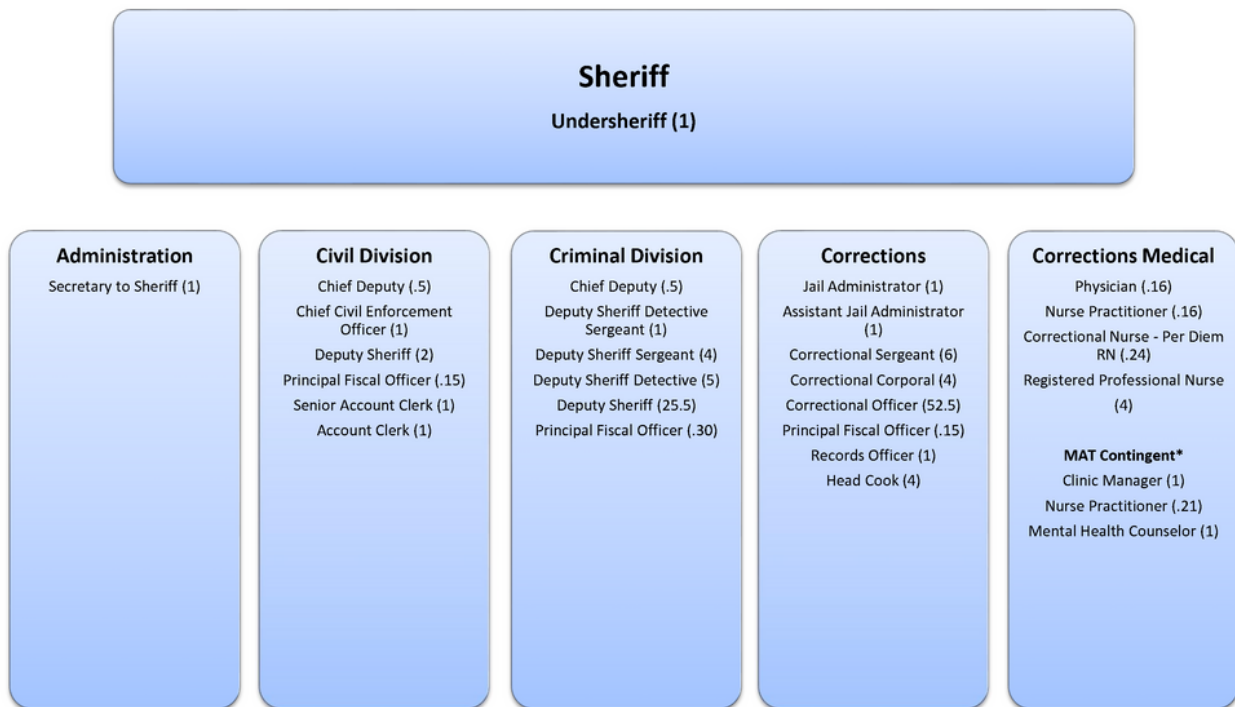 Sheriff
Undersheriff (1)
Administration
Secretary to Sheriff (1)
Civil Division
Chief Deputy (.5)
Chief Civil Enforcement
Officer (1)
Deputy Sheriff (2)
Principal Fiscal Officer (.15)
Senior Account Clerk (1)
Account Clerk (1)
Criminal Division
Chief Deputy (.5)
Deputy Sheriff Detective
Sergeant (1)
Deputy Sheriff Sergeant (4)
Deputy Sheriff Detective (5)
Deputy Sheriff (25.5)
Principal Fiscal Officer (.30)
Corrections
Jail Administrator (1)
Assistant Jail Administrator
(1)
Correctional Sergeant (6)
Correctional Corporal (4)
Correctional Officer (52.5)
Principal Fiscal Officer (.15)
Records Officer (1)
Head Cook (4)
Corrections Medical
Physician (.16)
Nurse Practitioner (.16)
Correctional Nurse - Per Diem
RN (.24)
Registered Professional Nurse
(4)
MAT Contingent*
Clinic Manager (1)
Nurse Practitioner (.21)
Mental Health Counselor (1)